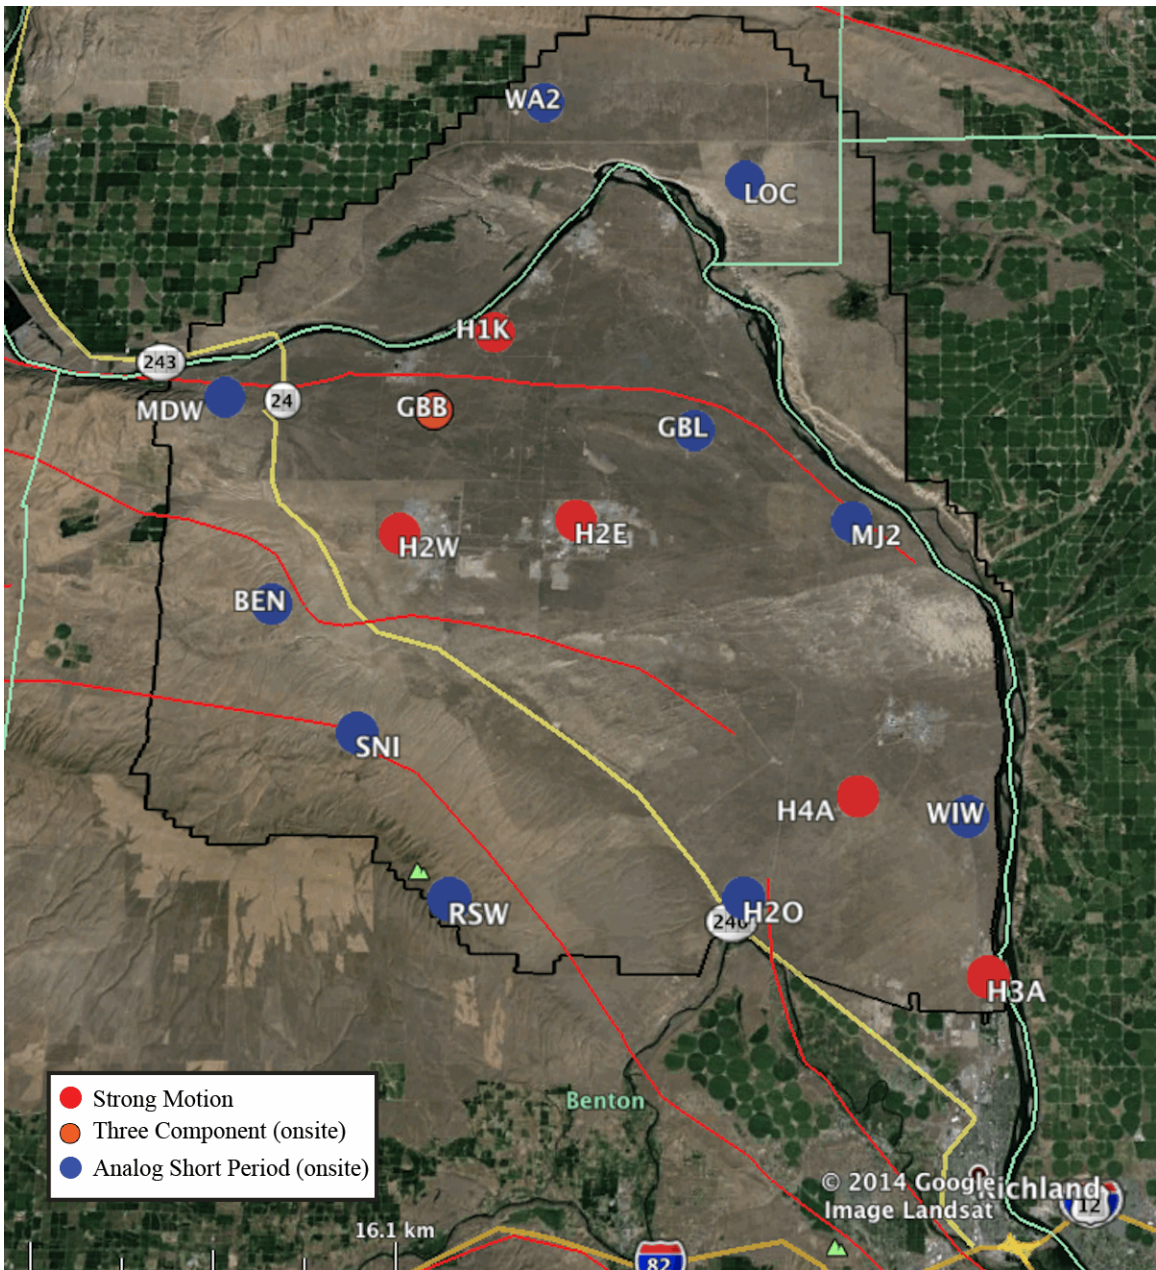 WA2
LOC
H1K
243
MDW
24
GBB
GBL
H2W
H2E
MJ2
BEN
SNI
H4A
WIW
RSW
H2O
240
H3A
Strong Motion
Three Component (onsite)
Analog Short Period (onsite)
Benton
© 2014 Google
Image Landsat
Richland
12
16.1 km
82